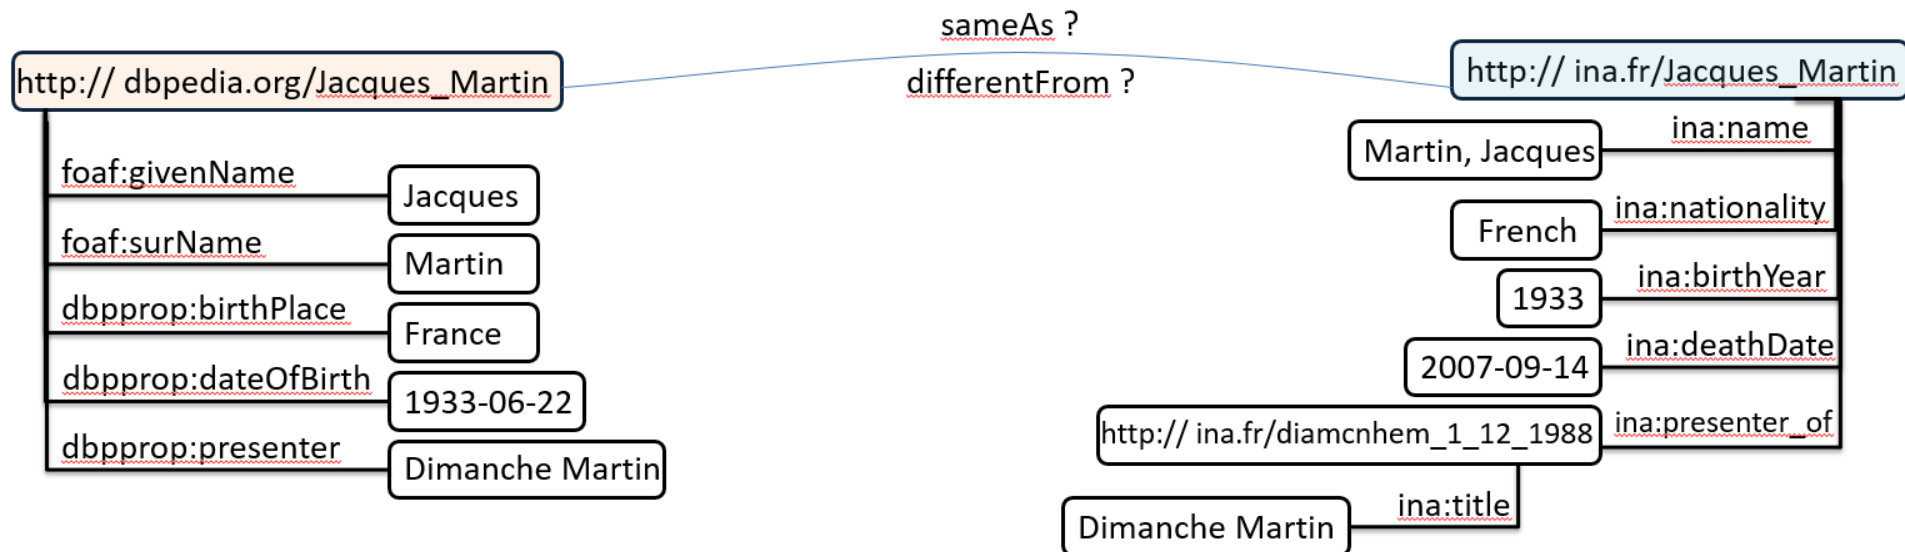 sameAs ?
differentFrom ?
http:// dbpedia.org/Jacques_Martin
foaf:givenName
Jacques
foaf:surName
Martin
dbpprop:birthPlace
France
dbpprop:dateOfBirth
1933-06-22
dbpprop:presenter
Dimanche Martin
http:// ina.fr/Jacques_Martin
ina:name
Martin, Jacques
ina:nationality
French
ina:birthYear
1933
ina:deathDate
2007-09-14
ina:presenter_of
http:// ina.fr/diamcnhem_1_12_1988
ina:title
Dimanche Martin